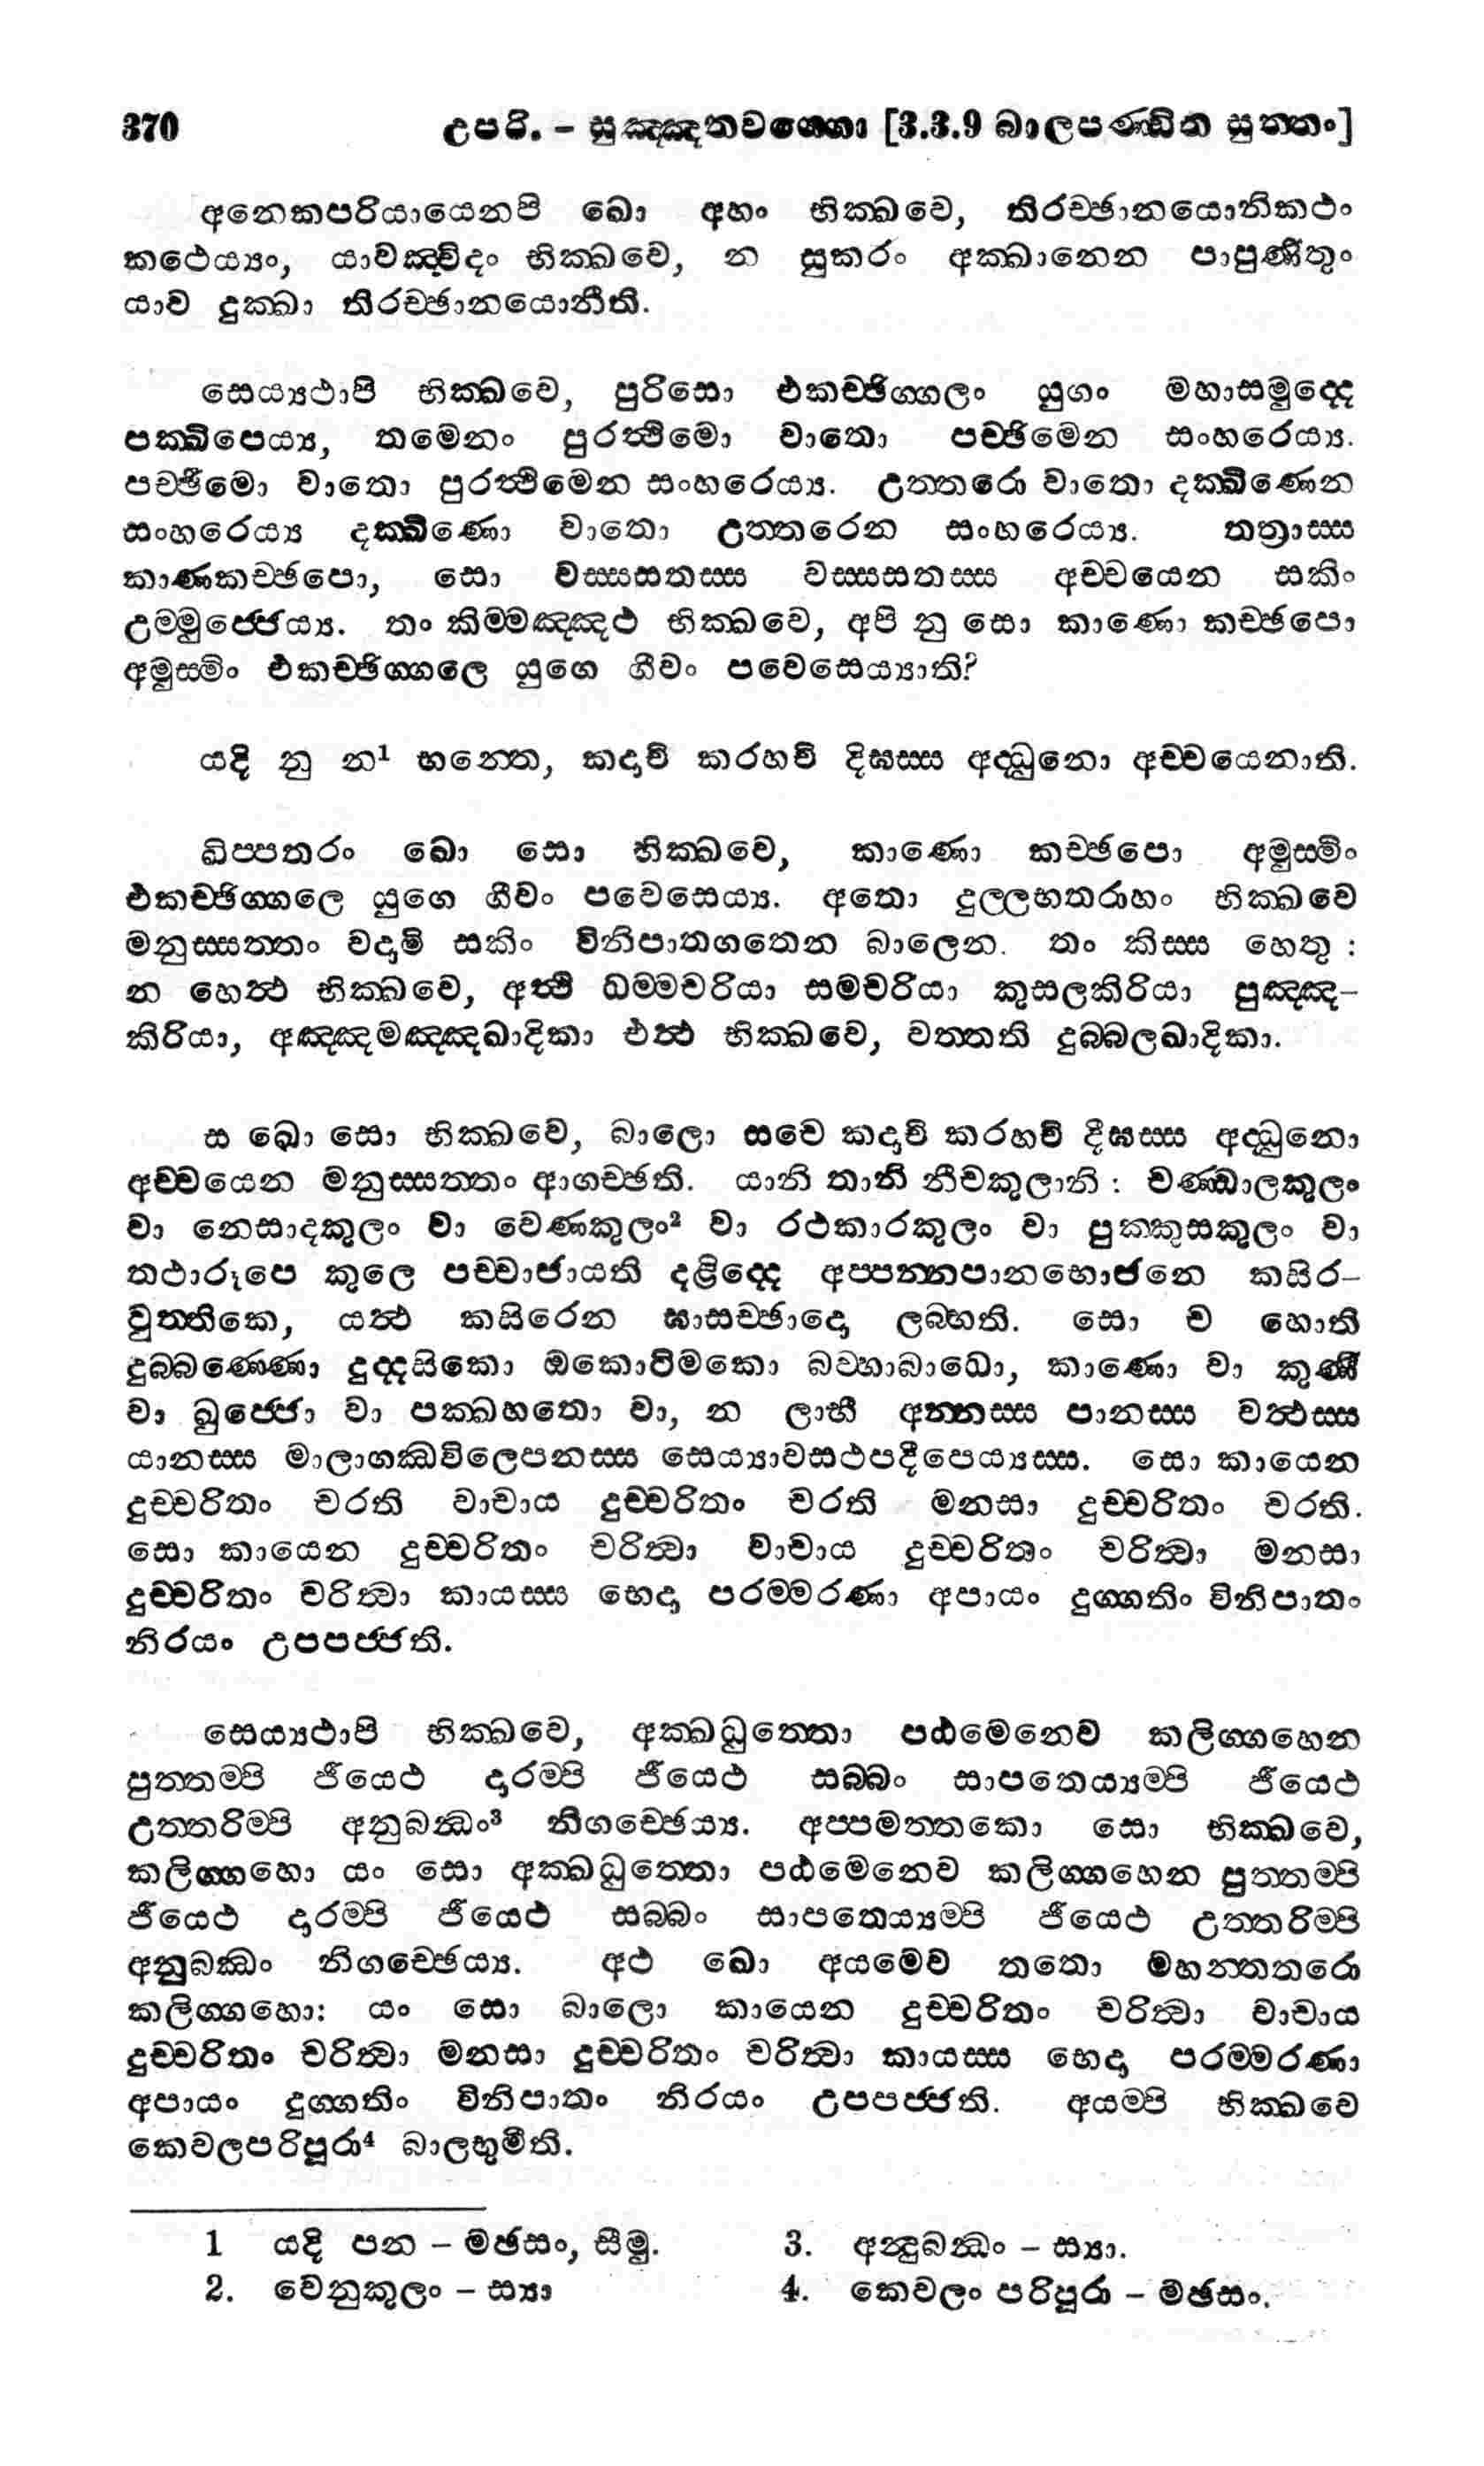 370 උපරි. – සුඤ්ඤතවග්ගො [3.3.9 බාලපණ්ඩිත සුත්තං]
අනෙකපරියායෙනපි ඛො අහං භික්ඛවෙ, තිරච්ඡානයොනිකථං
කථෙය්‍යං, යාවඤ්චිදං භික්ඛවෙ, න සුකරං අක්ඛානෙන පාපුණිතුං
යාව දුක්ඛා තිරච්ඡානයොනීති.
සෙය්‍යථාපි භික්ඛවෙ, පුරිසො එකච්ඡිග්ගලං යුගං මහාසමුද්දෙ
පක්ඛිපෙය්‍ය, තමෙනං පුරත්ථිමො වාතො පච්ඡිමෙන සංහරෙය්‍ය.
පච්ඡිමො වාතො පුරත්ථිමෙන සංහරෙය්‍ය. උත්තරො වාතො දක්ඛිණෙන
සංහරෙය්‍ය දක්ඛිණො වාතො උත්තරෙන සංහරෙය්‍ය. තත්‍රාස්ස
කාණකච්ඡපො, සො වස්සසතස්ස වස්සසතස්ස අච්චයෙන සකිං
උම්මුජ්ජෙය්‍ය. තං කිම්මඤ්ඤථ භික්ඛවෙ, අපි නු සො කාණො කච්ඡපො
අමුස්මිං එකච්ඡිග්ගලෙ යුගෙ ගීවං පවෙසෙය්‍යාති?
යදි නු න¹ භන්තෙ, කදාචි කරහචි දිඝස්ස අද්ධුනො අච්චයෙනාති.
ඛිප්පතරං ඛො සො භික්ඛවෙ, කාණො කච්ඡපො අමුස්මිං
එකච්ඡිග්ගලෙ යුගෙ ගීවං පවෙසෙය්‍ය. අතො දුල්ලභතරාහං භික්ඛවෙ
මනුස්සත්තං වදාමි සකිං විනිපාතගතෙන බාලෙන. තං කිස්ස හෙතු :
න හෙත්ථ භික්ඛවෙ, අත්ථි ධම්මචරියා සමචරියා කුසලකිරියා පුඤ්ඤ–
කිරියා, අඤ්ඤමඤ්ඤඛාදිකා එත්ථ භික්ඛවෙ, වත්තති දුබ්බලඛාදිකා.
ස ඛො සො භික්ඛවෙ, බාලො සචෙ කදාචි කරහචි දීඝස්ස අද්ධුනො
අච්චයෙන මනුස්සත්තං ආගච්ඡති. යානි තානි නීචකුලානි : චණ්ඩාලකුලං
වා නෙසාදකුලං වා වෙණකුලං² වා රථකාරකුලං වා පුක්කුසකුලං වා
තථාරූපෙ කුලෙ පච්චාජායති දළිද්දෙ අප්පන්නපානභොජනෙ කසිර–
වුත්තිකෙ, යත්ථ කසිරෙන ඝාසච්ඡාදො ලබ්භති. සො ච හොති
දුබ්බණ්ණො දුද්දසිකො ඔකොටිමකො බව්හාබාධො, කාණො වා කුණී
වා ඛුජ්ජො වා පක්ඛහතො වා, න ලාභී අන්නස්ස පානස්ස වත්ථස්ස
යානස්ස මාලාගන්ධවිලෙපනස්ස සෙය්‍යාවසථපදීපෙය්‍යස්ස. සො කායෙන
දුච්චරිතං චරති වාචාය දුච්චරිතං චරති මනසා දුච්චරිතං චරති.
සො කායෙන දුච්චරිතං චරිත්‍වා වාචාය දුච්චරිතං චරිත්‍වා මනසා
දුච්චරිතං චරිත්‍වා කායස්ස භෙදා පරම්මරණා අපායං දුග්ගතිං විනිපාතං
නිරයං උපපජ්ජති.
සෙය්‍යථාපි භික්ඛවෙ, අක්ඛධුත්තො පඨමෙනෙව කලිග්ගහෙන
පුත්තම්පි ජීයෙථ දාරම්පි ජීයෙථ සබ්බං සාපතෙය්‍යම්පි ජීයෙථ
උත්තරිම්පි අනුබන්ධං³ නිගච්ඡෙය්‍ය. අප්පමත්තකො සො භික්ඛවෙ,
කලිග්ගහො යං සො අක්ඛධුත්තො පඨමෙනෙව කලිග්ගහෙන පුත්තම්පි
ජීයෙථ දාරම්පි ජීයෙථ සබ්බං සාපතෙය්‍යම්පි ජීයෙථ උත්තරිම්පි
අනුබන්ධං නිගච්ඡෙය්‍ය. අථ ඛො අයමෙව තතො මහන්තතරො
කලිග්ගහො: යං සො බාලො කායෙන දුච්චරිතං චරිත්‍වා වාචාය
දුච්චරිතං චරිත්‍වා මනසා දුච්චරිතං චරිත්‍වා කායස්ස භෙදා පරම්මරණා
අපායං දුග්ගතිං විනිපාතං නිරයං උපපජ්ජති. අයම්පි භික්ඛවෙ
කෙවලපරිපූරා⁴ බාලභූමීති.
1 යදි පන – මඡසං, සීමු.
2. වෙනුකුලං – ස්‍යා
3. අන්‍දුබන්ධං – ස්‍යා.
4. කෙවලං පරිපූරා – මඡසං.